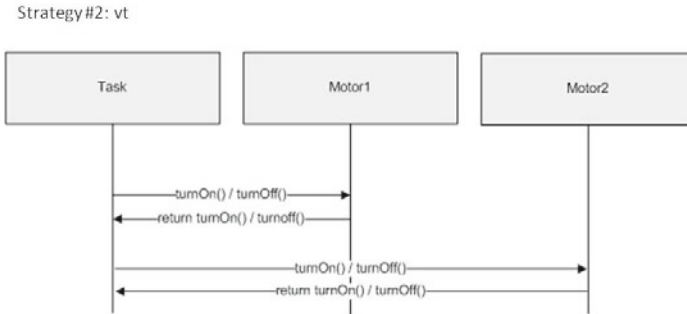 Strategy#2: vt
Task
Motor1
Motor2
turnOn() / turnOff()
return turnOn() / turnoff()
turnOn() / turnOff()
return turnOn() / turnOff()